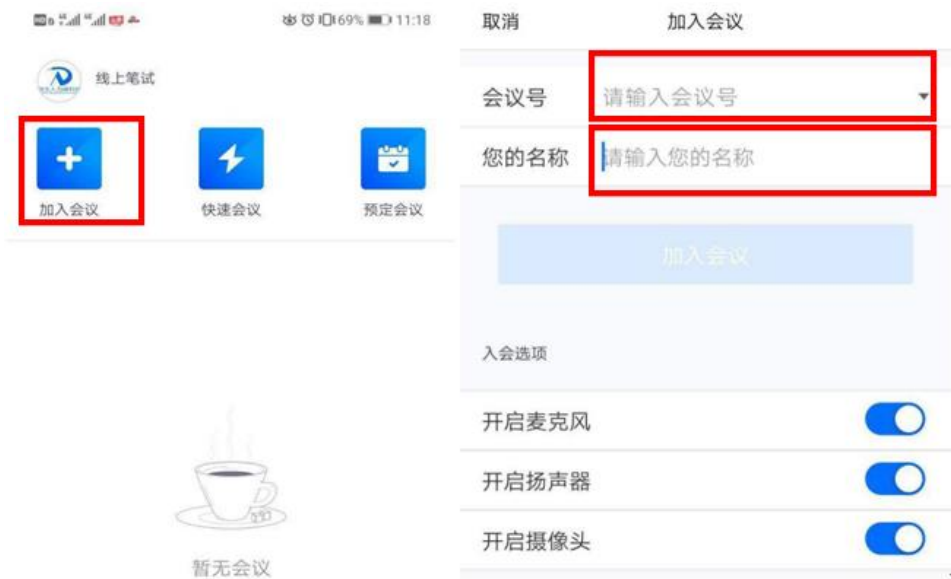 69% 11:18
线上笔试
加入会议
快速会议
预定会议
暂无会议
取消
加入会议
会议号
请输入会议号
您的名称
请输入您的名称
加入会议
入会选项
开启麦克风
开启扬声器
开启摄像头